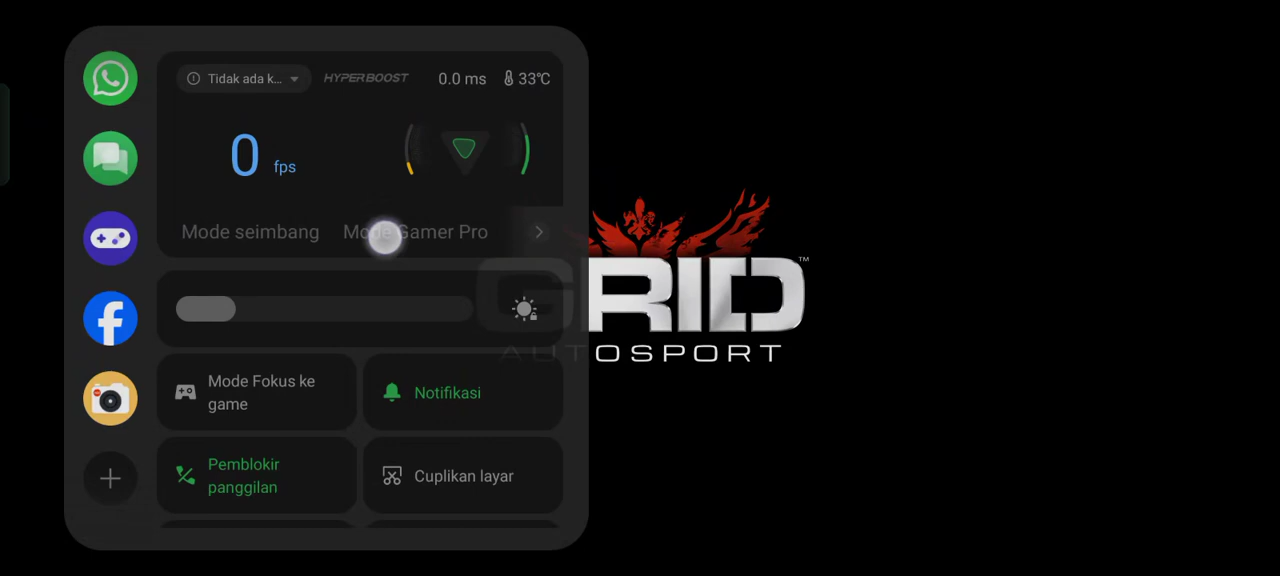 Tidak ada k...
HYPERBOOST
0.0 ms
33℃
0 fps
Mode seimbang
Mode Gamer Pro
GRID™
AUTOSPORT
Mode Fokus ke
game
Notifikasi
Pemblokir
panggilan
Cuplikan layar